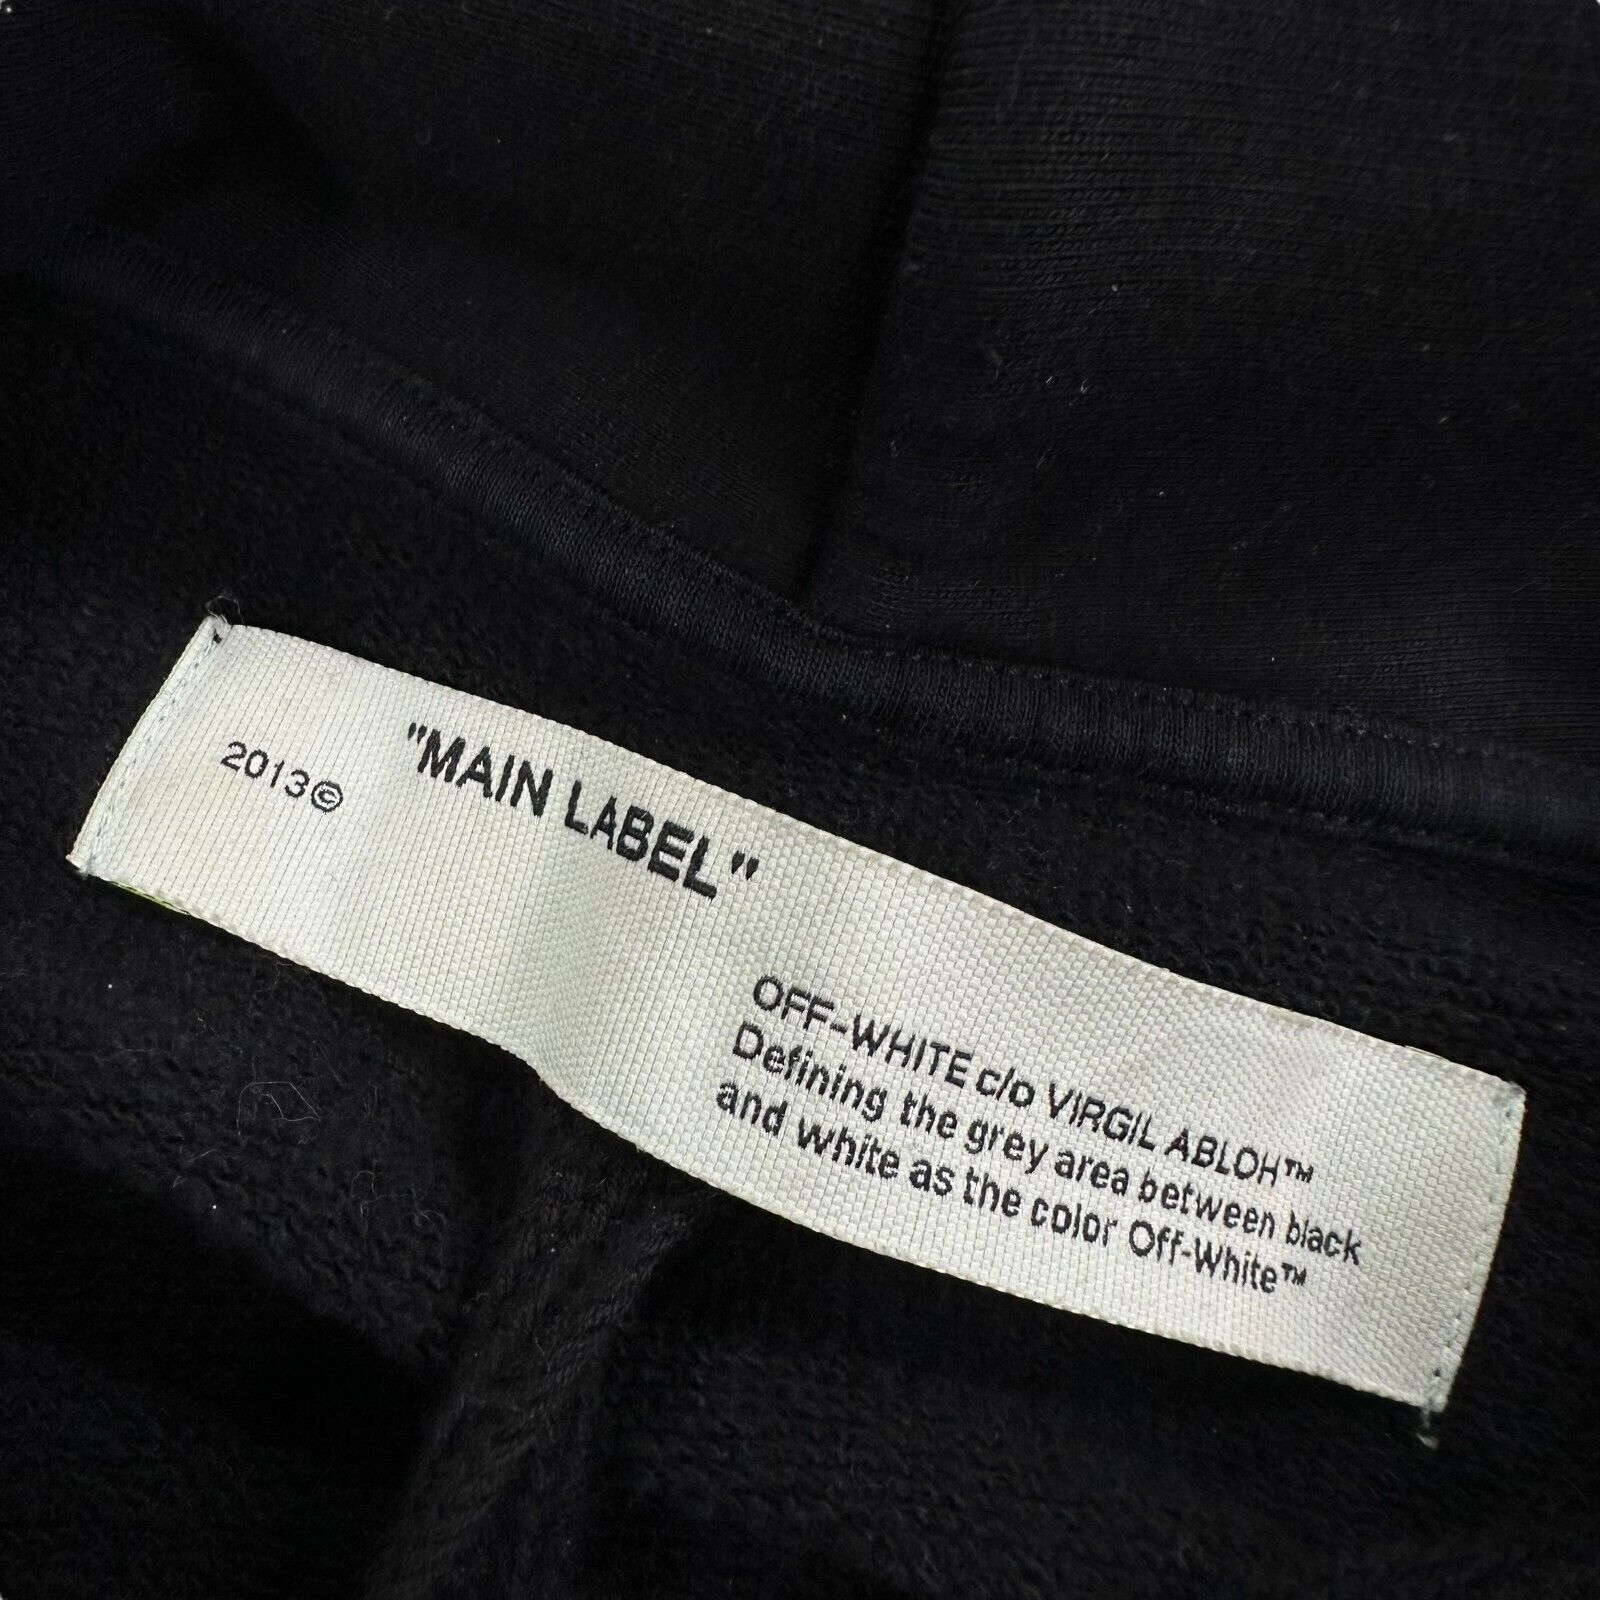 2013©
"MAIN LABEL"
OFF-WHITE c/o VIRGIL ABLOH™
Defining the grey area between black
and white as the color Off-White™